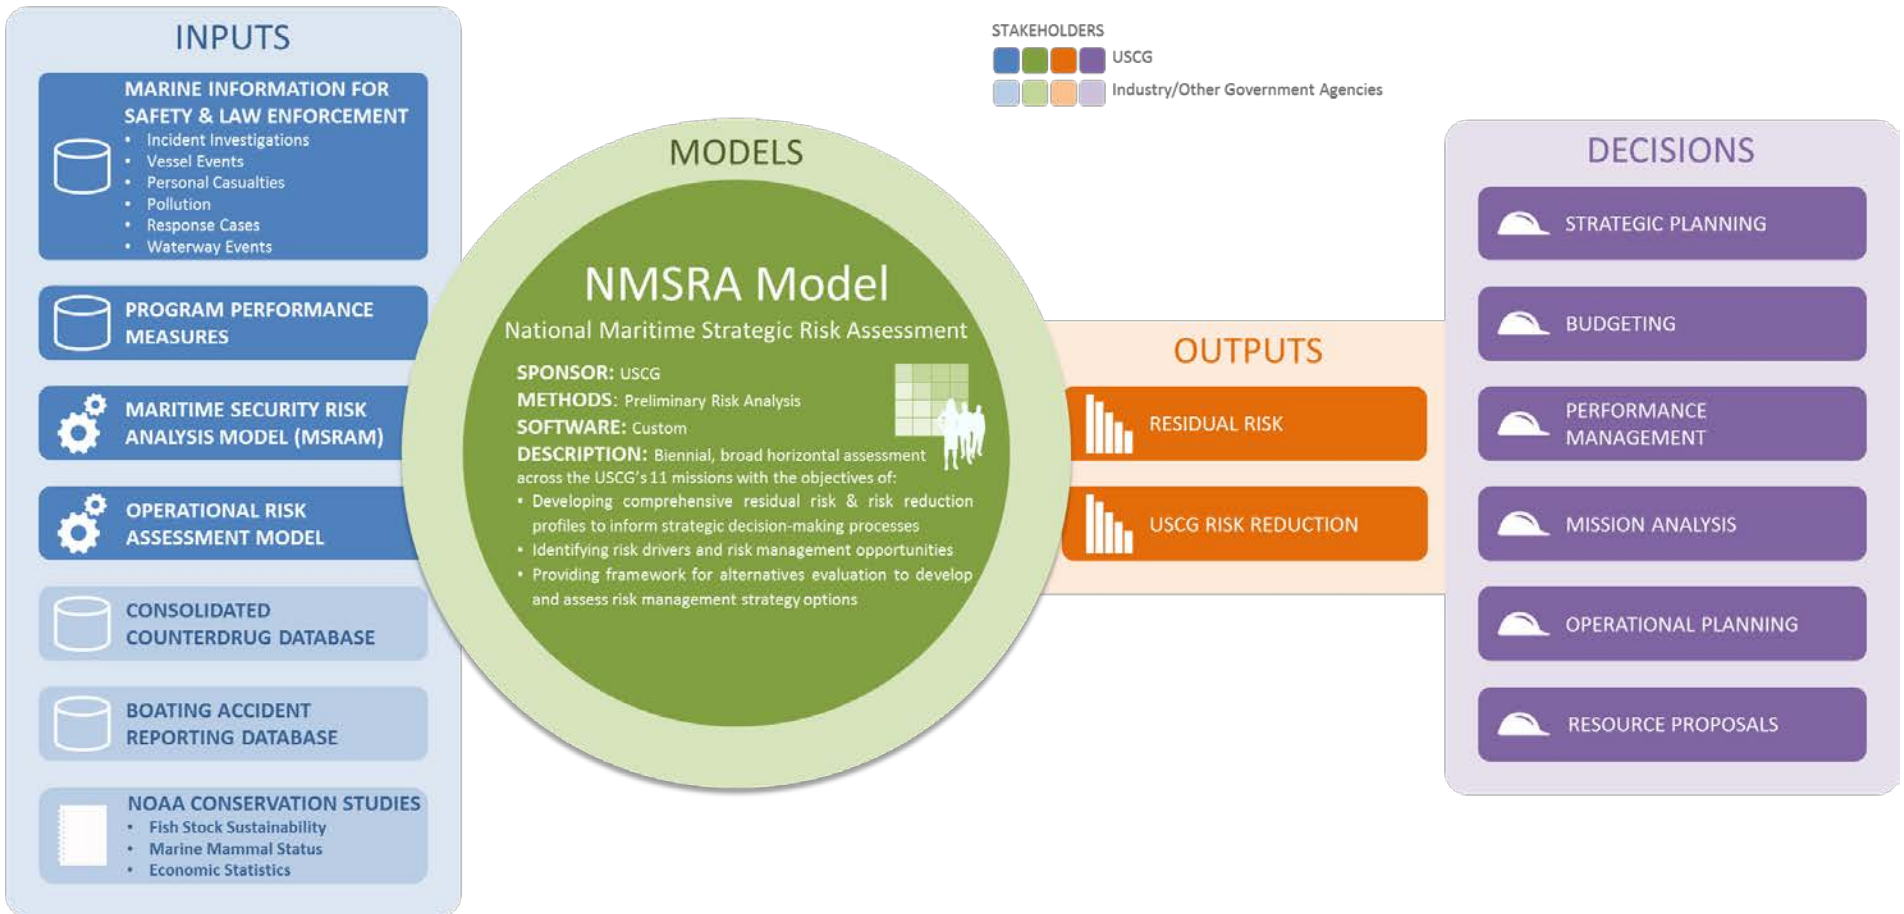 INPUTS
MARINE INFORMATION FOR
SAFETY & LAW ENFORCEMENT
• Incident Investigations
• Vessel Events
• Personal Casualties
• Pollution
• Response Cases
• Waterway Events
PROGRAM PERFORMANCE
MEASURES
MARITIME SECURITY RISK
ANALYSIS MODEL (MSRAM)
OPERATIONAL RISK
ASSESSMENT MODEL
CONSOLIDATED
COUNTERDRUG DATABASE
BOATING ACCIDENT
REPORTING DATABASE
NOAA CONSERVATION STUDIES
• Fish Stock Sustainability
• Marine Mammal Status
• Economic Statistics
MODELS
NMSRA Model
National Maritime Strategic Risk Assessment
SPONSOR: USCG
METHODS: Preliminary Risk Analysis
SOFTWARE: Custom
DESCRIPTION: Biennial, broad horizontal assessment
across the USCG's 11 missions with the objectives of:
• Developing comprehensive residual risk & risk reduction
profiles to inform strategic decision-making processes
• Identifying risk drivers and risk management opportunities
• Providing framework for alternatives evaluation to develop
and assess risk management strategy options
STAKEHOLDERS
USCG
Industry/Other Government Agencies
OUTPUTS
RESIDUAL RISK
USCG RISK REDUCTION
DECISIONS
STRATEGIC PLANNING
BUDGETING
PERFORMANCE
MANAGEMENT
MISSION ANALYSIS
OPERATIONAL PLANNING
RESOURCE PROPOSALS